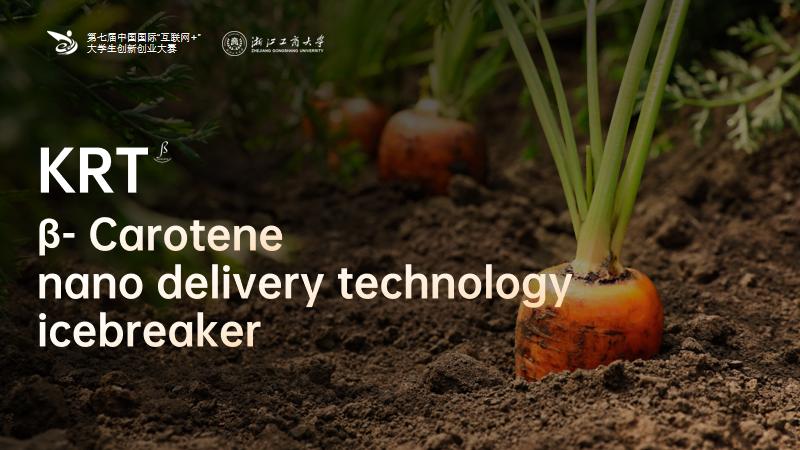 第七届中国国际"互联网+"
大学生创新创业大赛
浙江工商大学
ZHEJIANG GONGSHANG UNIVERSITY
KRT β
β- Carotene
nano delivery technology
icebreaker